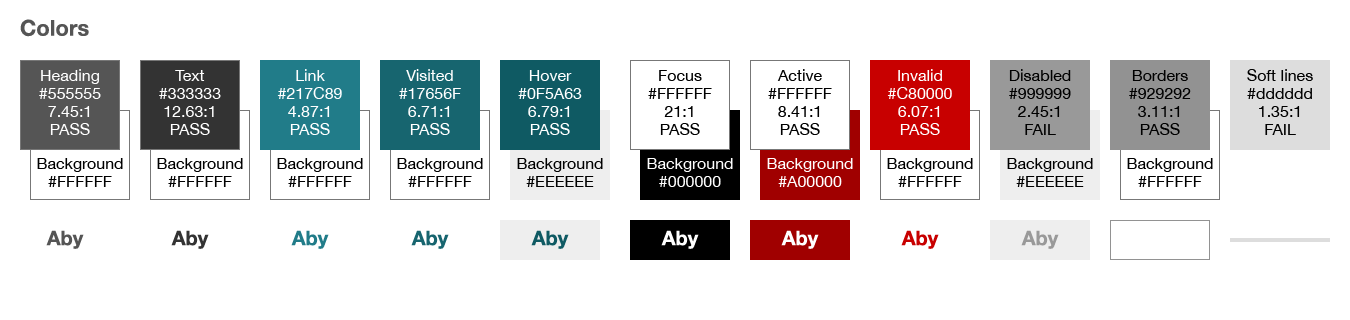 Colors
Heading
#555555
7.45:1
PASS
Background
#FFFFFF
Aby
Text
#333333
12.63:1
PASS
Background
#FFFFFF
Aby
Link
#217C89
4.87:1
PASS
Background
#FFFFFF
Aby
Visited
#17656F
6.71:1
PASS
Background
#FFFFFF
Aby
Hover
#0F5A63
6.79:1
PASS
Background
#EEEEEE
Aby
Focus
#FFFFFF
21:1
PASS
Background
#000000
Aby
Active
#FFFFFF
8.41:1
PASS
Background
#A00000
Aby
Invalid
#C80000
6.07:1
PASS
Background
#FFFFFF
Aby
Disabled
#999999
2.45:1
FAIL
Background
#EEEEEE
Aby
Borders
#929292
3.11:1
PASS
Background
#FFFFFF
Soft lines
#dddddd
1.35:1
FAIL